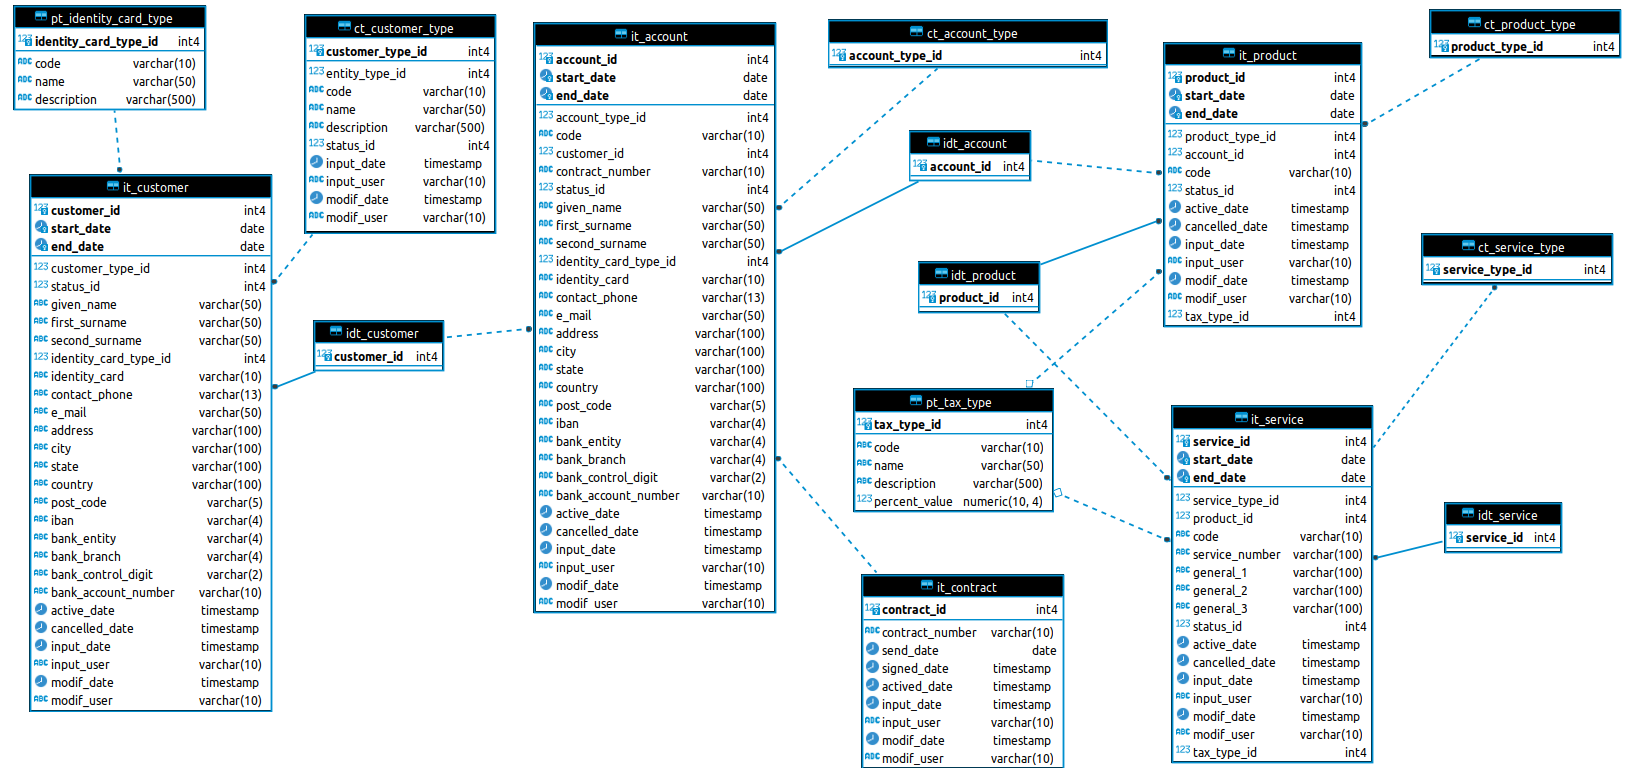 pt_identity_card_type
identity_card_type_id int4
code varchar(10)
name varchar(50)
description varchar(500)
ct_customer_type
customer_type_id int4
entity_type_id int4
code varchar(10)
name varchar(50)
description varchar(500)
status_id int4
input_date timestamp
input_user varchar(10)
modif_date timestamp
modif_user varchar(10)
it_customer
customer_id int4
start_date date
end_date date
customer_type_id int4
status_id int4
given_name varchar(50)
first_surname varchar(50)
second_surname varchar(50)
identity_card_type_id int4
identity_card varchar(10)
contact_phone varchar(13)
e_mail varchar(50)
address varchar(100)
city varchar(100)
state varchar(100)
country varchar(100)
post_code varchar(5)
iban varchar(4)
bank_entity varchar(4)
bank_branch varchar(4)
bank_control_digit varchar(2)
bank_account_number varchar(10)
active_date timestamp
cancelled_date timestamp
input_date timestamp
input_user varchar(10)
modif_date timestamp
modif_user varchar(10)
idt_customer
customer_id int4
it_account
account_id int4
start_date date
end_date date
account_type_id int4
code varchar(10)
customer_id int4
contract_number varchar(10)
status_id int4
given_name varchar(50)
first_surname varchar(50)
second_surname varchar(50)
identity_card_type_id int4
identity_card varchar(10)
contact_phone varchar(13)
e_mail varchar(50)
address varchar(100)
city varchar(100)
state varchar(100)
country varchar(100)
post_code varchar(5)
iban varchar(4)
bank_entity varchar(4)
bank_branch varchar(4)
bank_control_digit varchar(2)
bank_account_number varchar(10)
active_date timestamp
cancelled_date timestamp
input_date timestamp
input_user varchar(10)
modif_date timestamp
modif_user varchar(10)
ct_account_type
account_type_id int4
idt_account
account_id int4
idt_product
product_id int4
pt_tax_type
tax_type_id int4
code varchar(10)
name varchar(50)
description varchar(500)
percent_value numeric(10, 4)
it_contract
contract_id int4
contract_number varchar(10)
send_date date
signed_date timestamp
actived_date timestamp
input_date timestamp
input_user varchar(10)
modif_date timestamp
modif_user varchar(10)
it_product
product_id int4
start_date date
end_date date
product_type_id int4
account_id int4
code varchar(10)
status_id int4
active_date timestamp
cancelled_date timestamp
input_date timestamp
input_user varchar(10)
modif_date timestamp
modif_user varchar(10)
tax_type_id int4
ct_product_type
product_type_id int4
ct_service_type
service_type_id int4
it_service
service_id int4
start_date date
end_date date
service_type_id int4
product_id int4
code varchar(10)
service_number varchar(100)
general_1 varchar(100)
general_2 varchar(100)
general_3 varchar(100)
status_id int4
active_date timestamp
cancelled_date timestamp
input_date timestamp
input_user varchar(10)
modif_date timestamp
modif_user varchar(10)
tax_type_id int4
idt_service
service_id int4